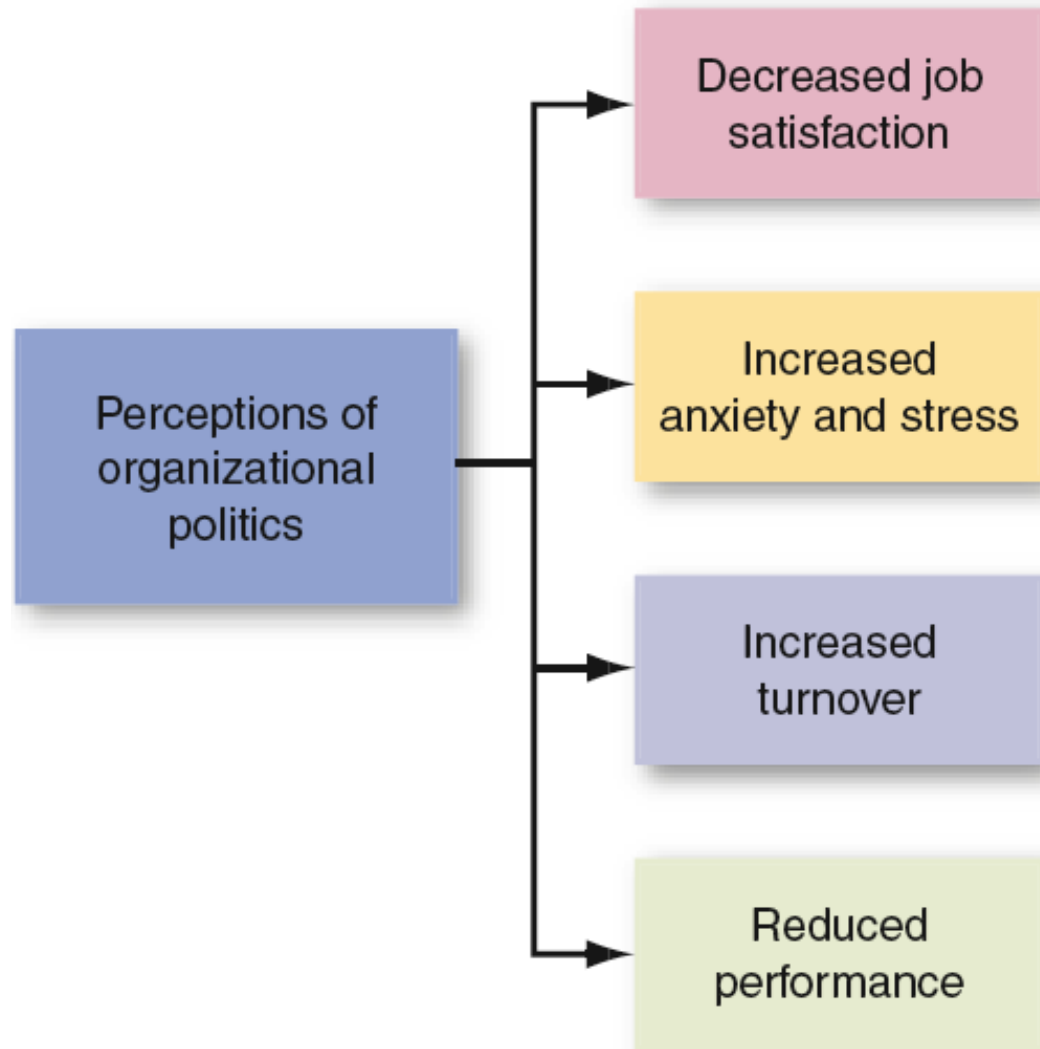 Decreased job
satisfaction
Increased
anxiety and stress
Perceptions of
organizational
politics
Increased
turnover
Reduced
performance